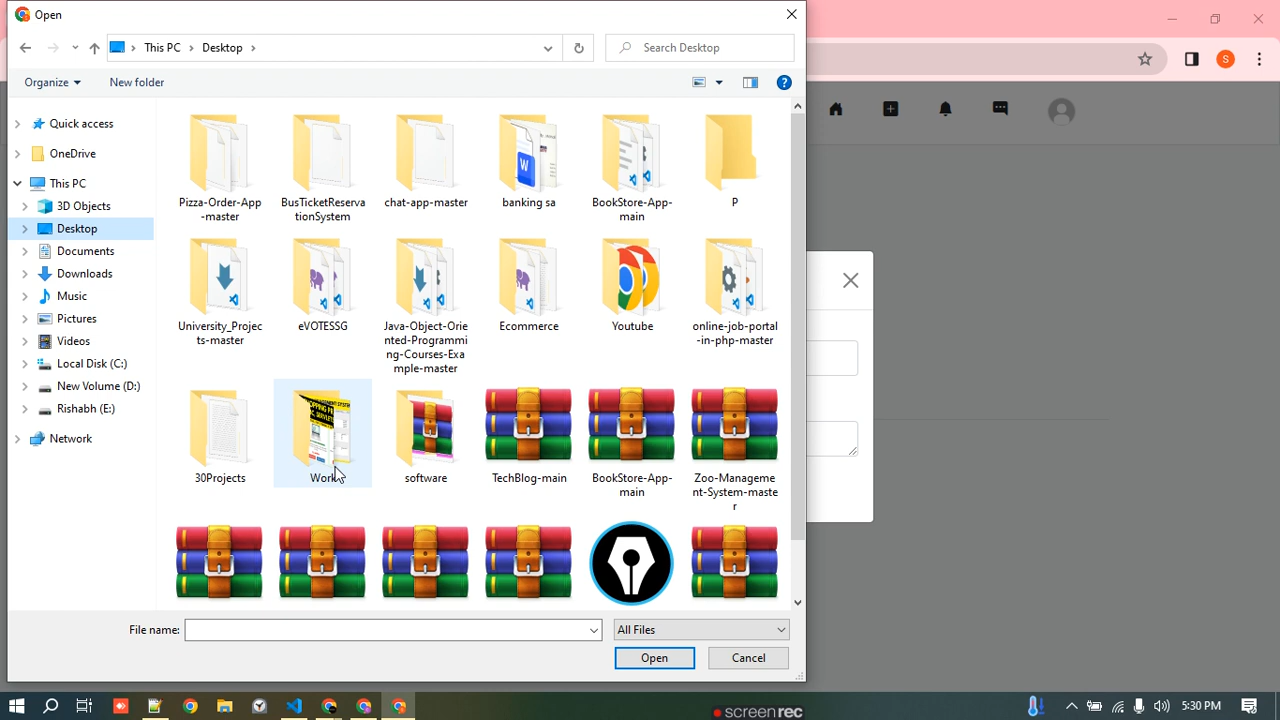 Open
This PC
Desktop
Search Desktop
S
Organize
New folder
?
Quick access
OneDrive
This PC
3D Objects
Desktop
Documents
Downloads
Music
Pictures
Videos
Local Disk (C:)
New Volume (D:)
Rishabh (E:)
Network
Pizza-Order-App
-master
BusTicketReserva
tionSystem
chat-app-master
banking sa
BookStore-App-
main
P
University_Projec
ts-master
eVOTESSG
Java-Object-Orie
nted-Programmi
ng-Courses-Exa
mple-master
Ecommerce
Youtube
online-job-portal
-in-php-master
30Projects
Work
software
TechBlog-main
BookStore-App-
main
Zoo-Manageme
nt-System-maste
r
File name:
All Files
Open
Cancel
5:30 PM
screenrec